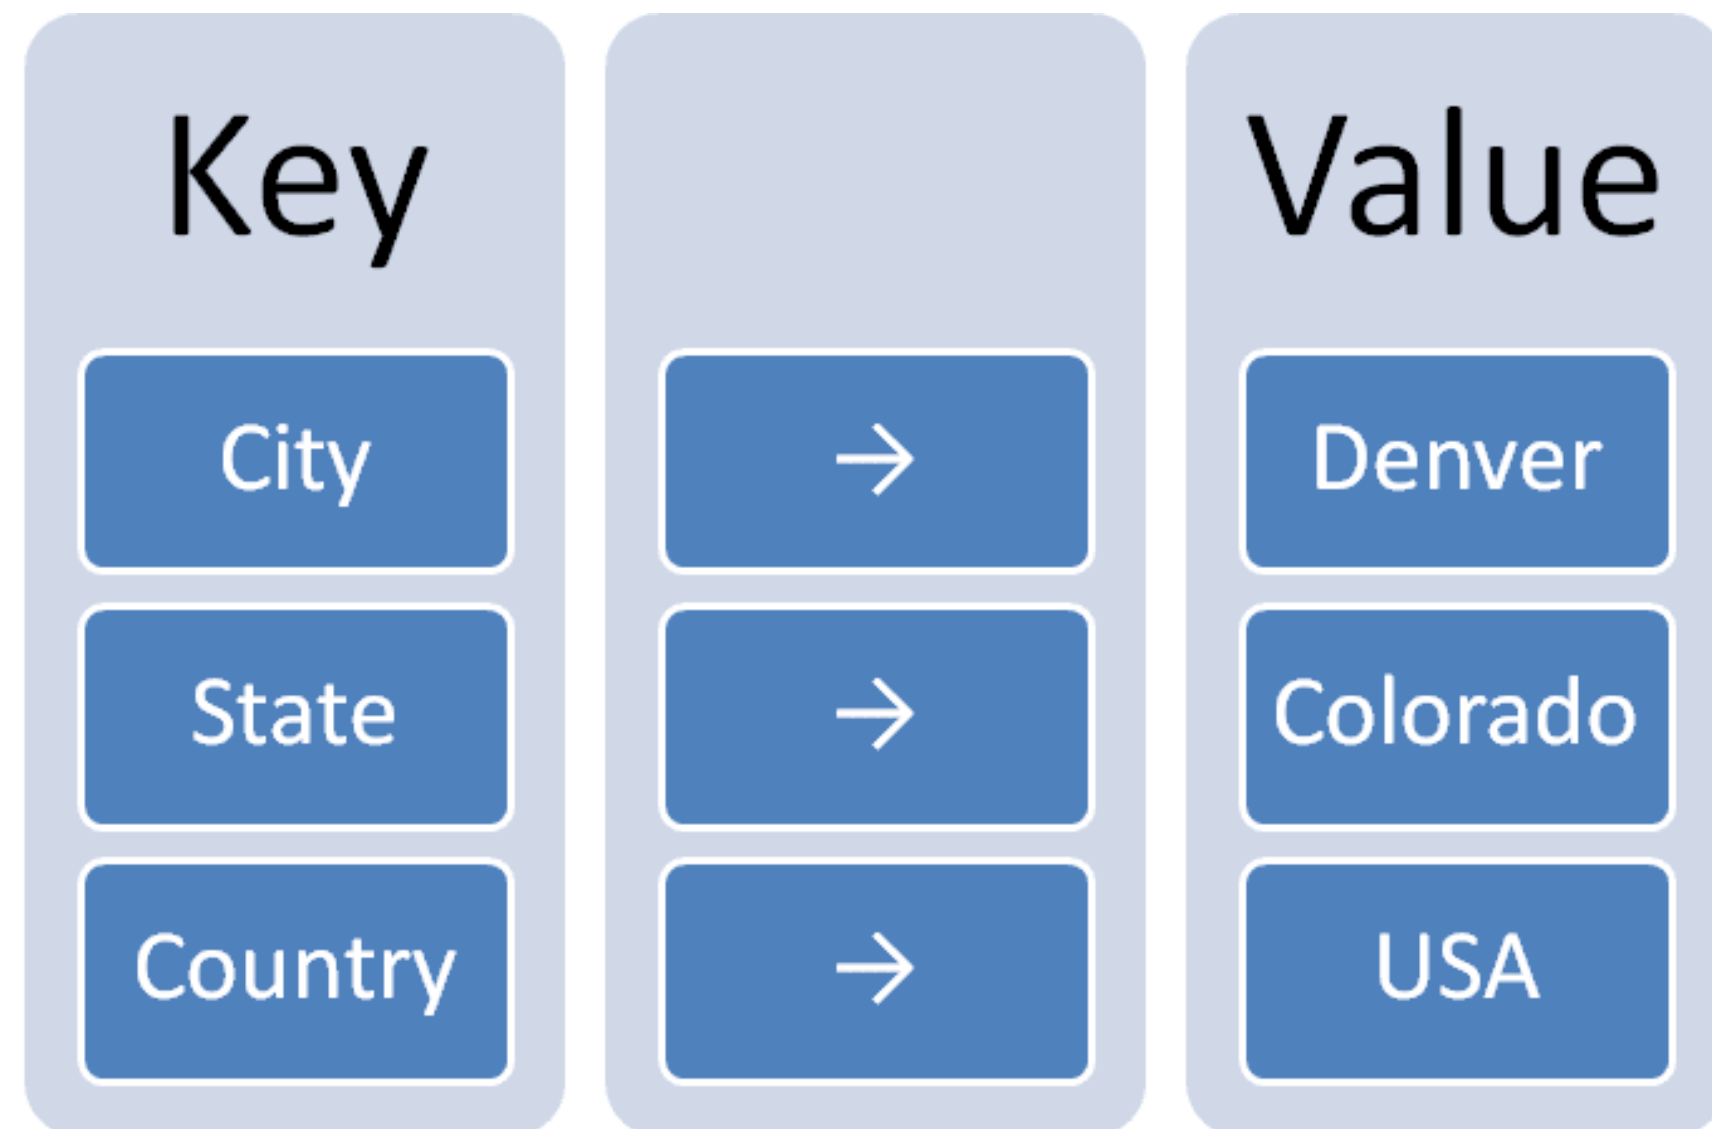 Key Value
City → Denver
State → Colorado
Country → USA